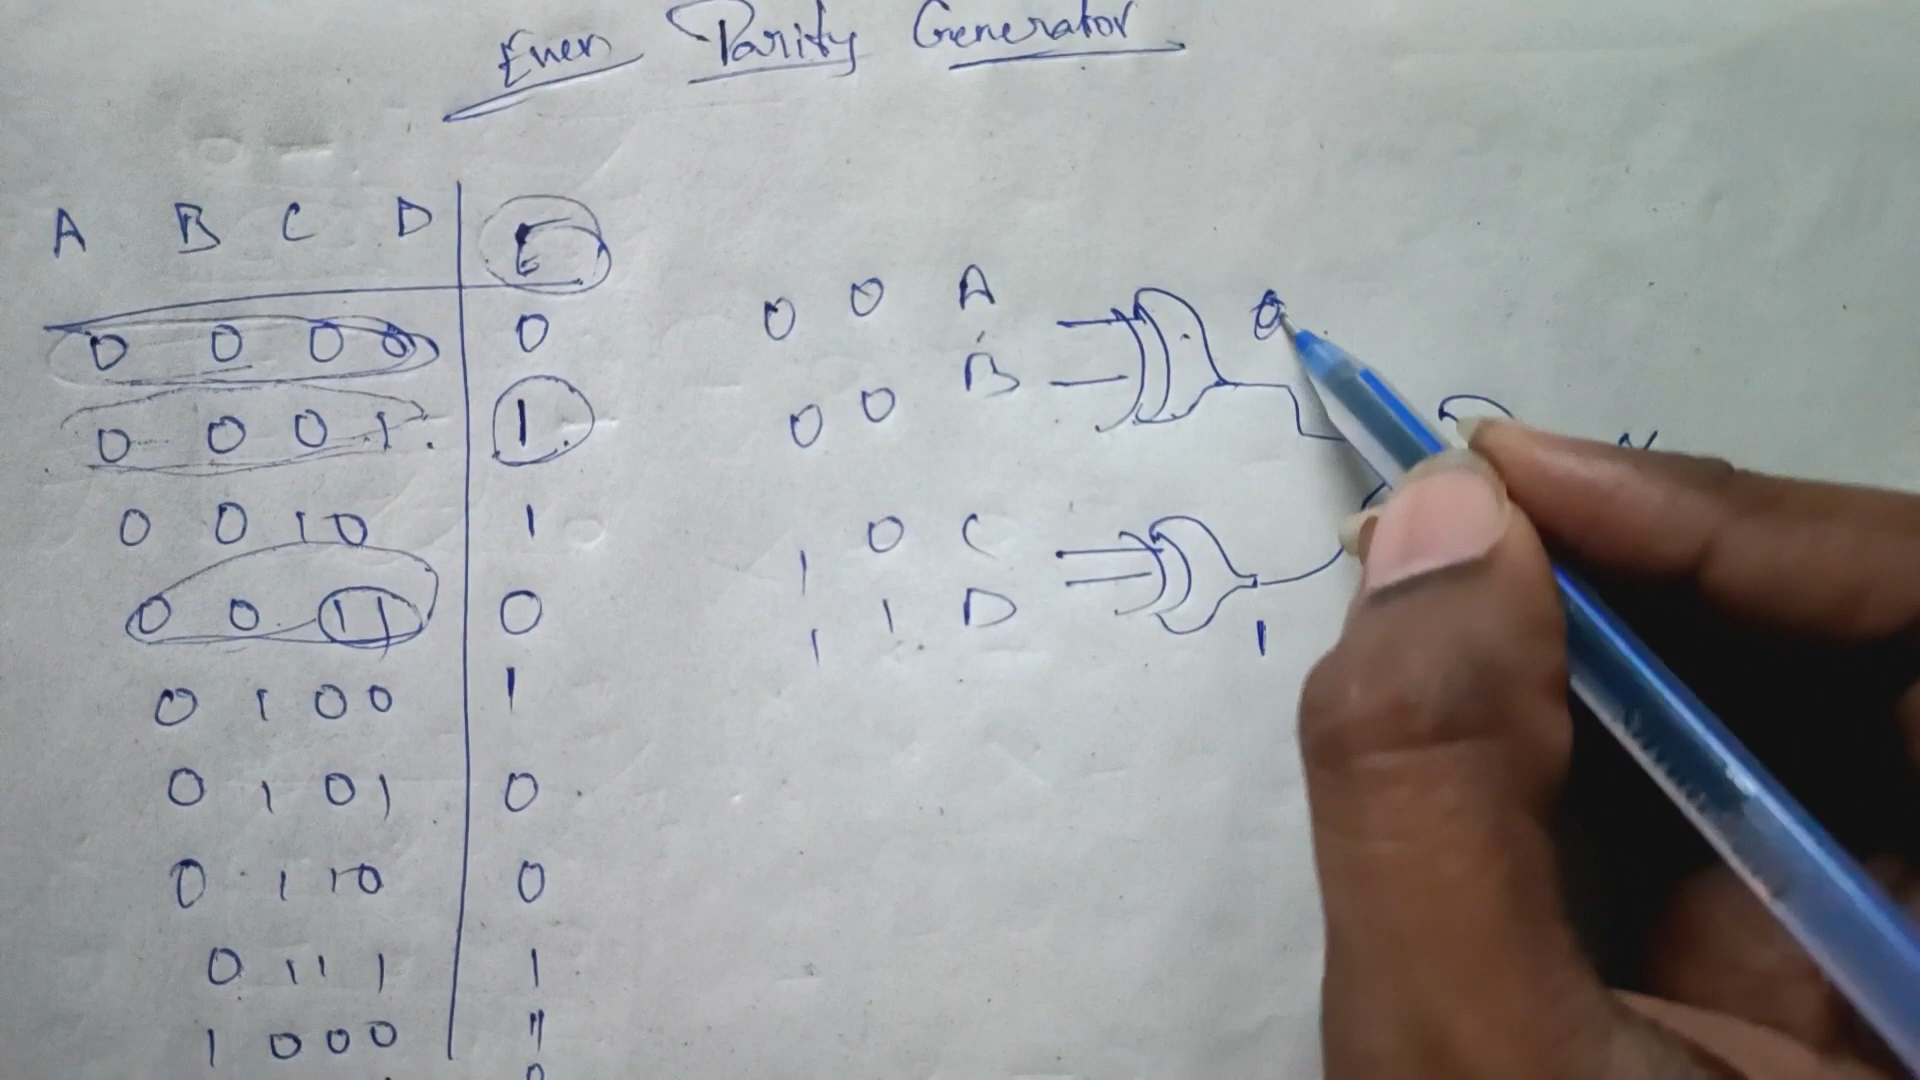 Even Parity Generator
A B C D E
0 0 0 0 0
0 0 0 1 1
0 0 1 0 1
0 0 1 1 0
0 1 0 0 1
0 1 0 1 0
0 1 1 0 0
0 1 1 1 1
1 0 0 0 1
0 0 A 0
0 0 B
1 0 C
1 1 D 1